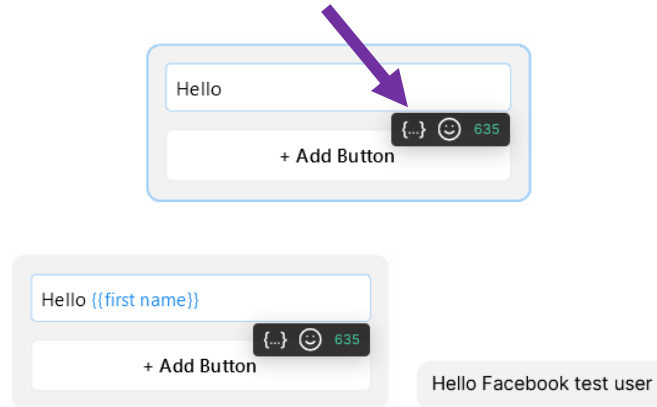 Hello
{...} 635
+ Add Button
Hello {{first name}}
{...} 635
+ Add Button
Hello Facebook test user